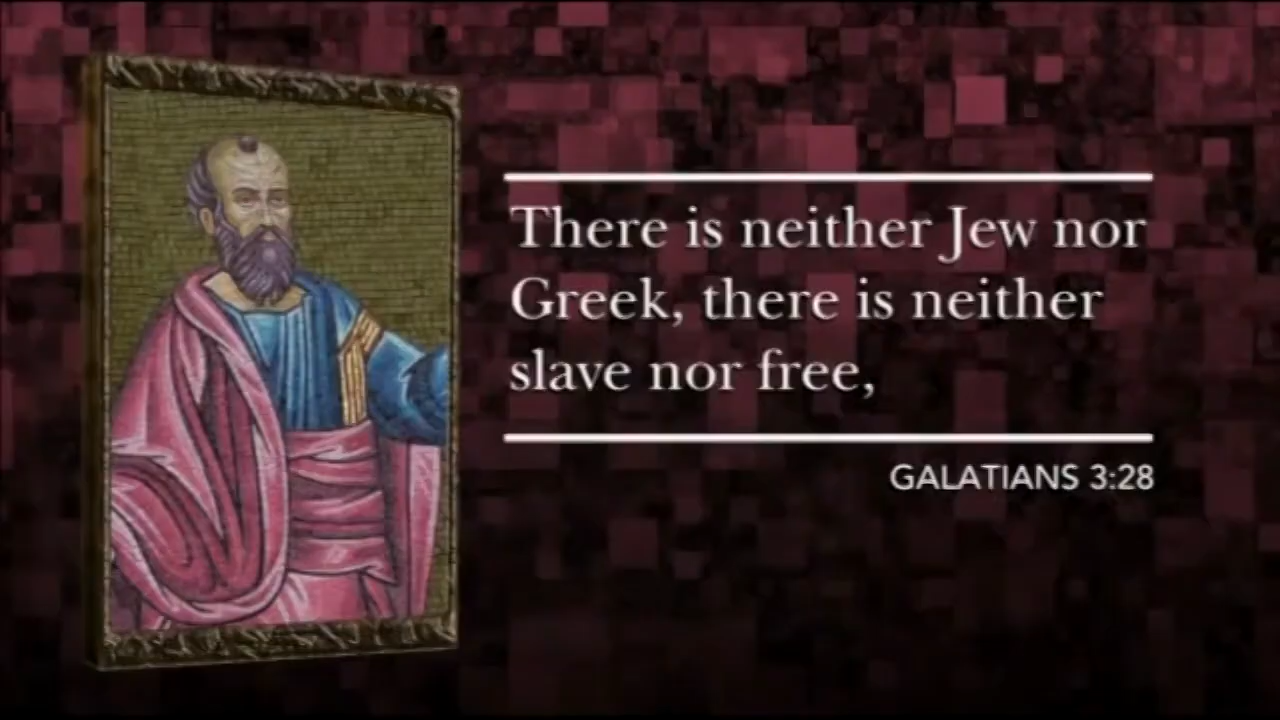 There is neither Jew nor
Greek, there is neither
slave nor free,
GALATIANS 3:28